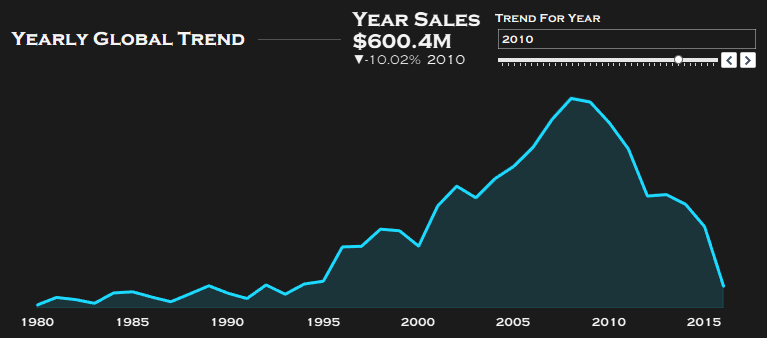 Yearly Global Trend
Year Sales
$600.4M
▼-10.02% 2010
Trend For Year
2010
1980 1985 1990 1995 2000 2005 2010 2015